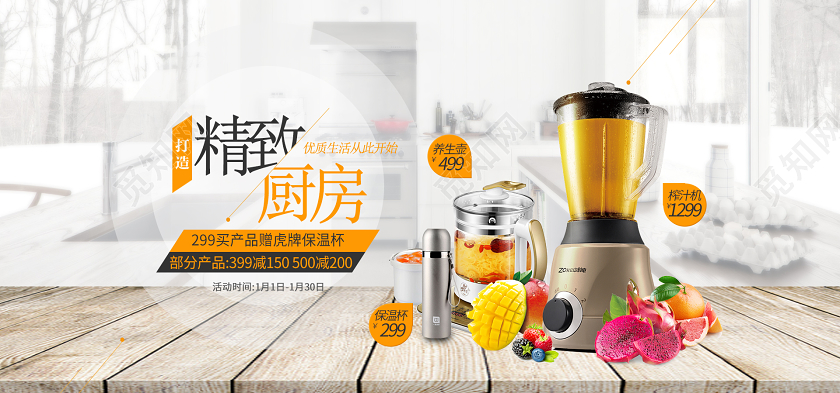 打造
精致
优质生活从此开始
厨房
299买产品赠虎牌保温杯
部分产品:399减150 500减200
活动时间:1月1日-1月30日
养生壶
¥499
榨汁机
¥1299
保温杯
¥299